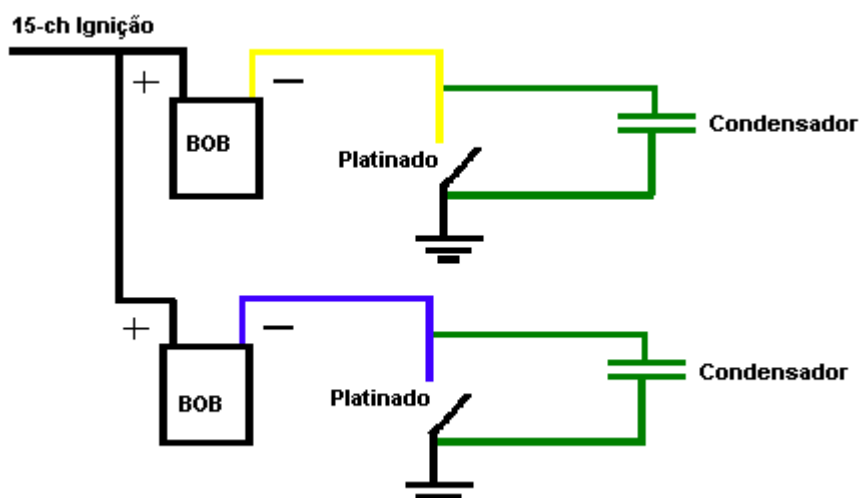 15-ch Ignição
+
−
BOB
Platinado
Condensador
+
−
BOB
Platinado
Condensador